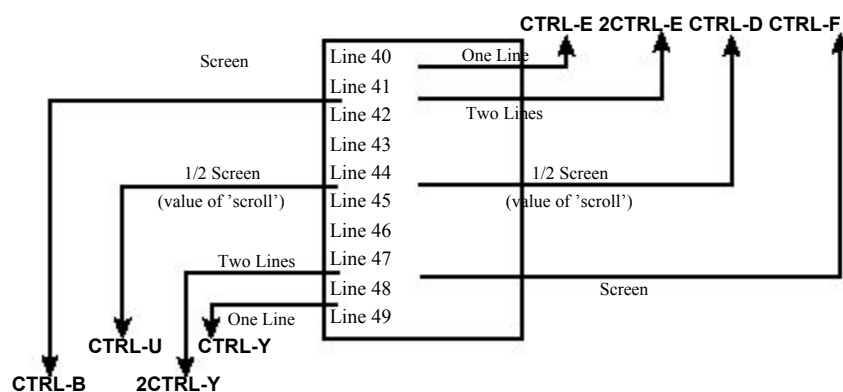 CTRL-E 2CTRL-E CTRL-D CTRL-F
Screen
Line 40
One Line
Line 41
Line 42
Two Lines
Line 43
1/2 Screen
Line 44
1/2 Screen
(value of ’scroll’)
Line 45
(value of ’scroll’)
Line 46
Two Lines
Line 47
Line 48
Screen
One Line
Line 49
CTRL-U
CTRL-Y
CTRL-B
2CTRL-Y